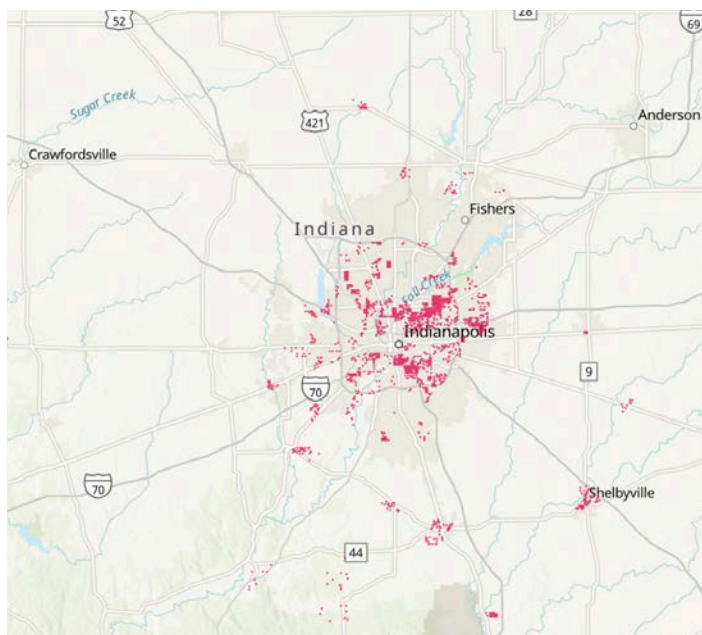 28
52
69
Sugar Creek
421
Anderson
Crawfordsville
Fishers
Indiana
Fall Creek
Indianapolis
9
70
70
Shelbyville
44